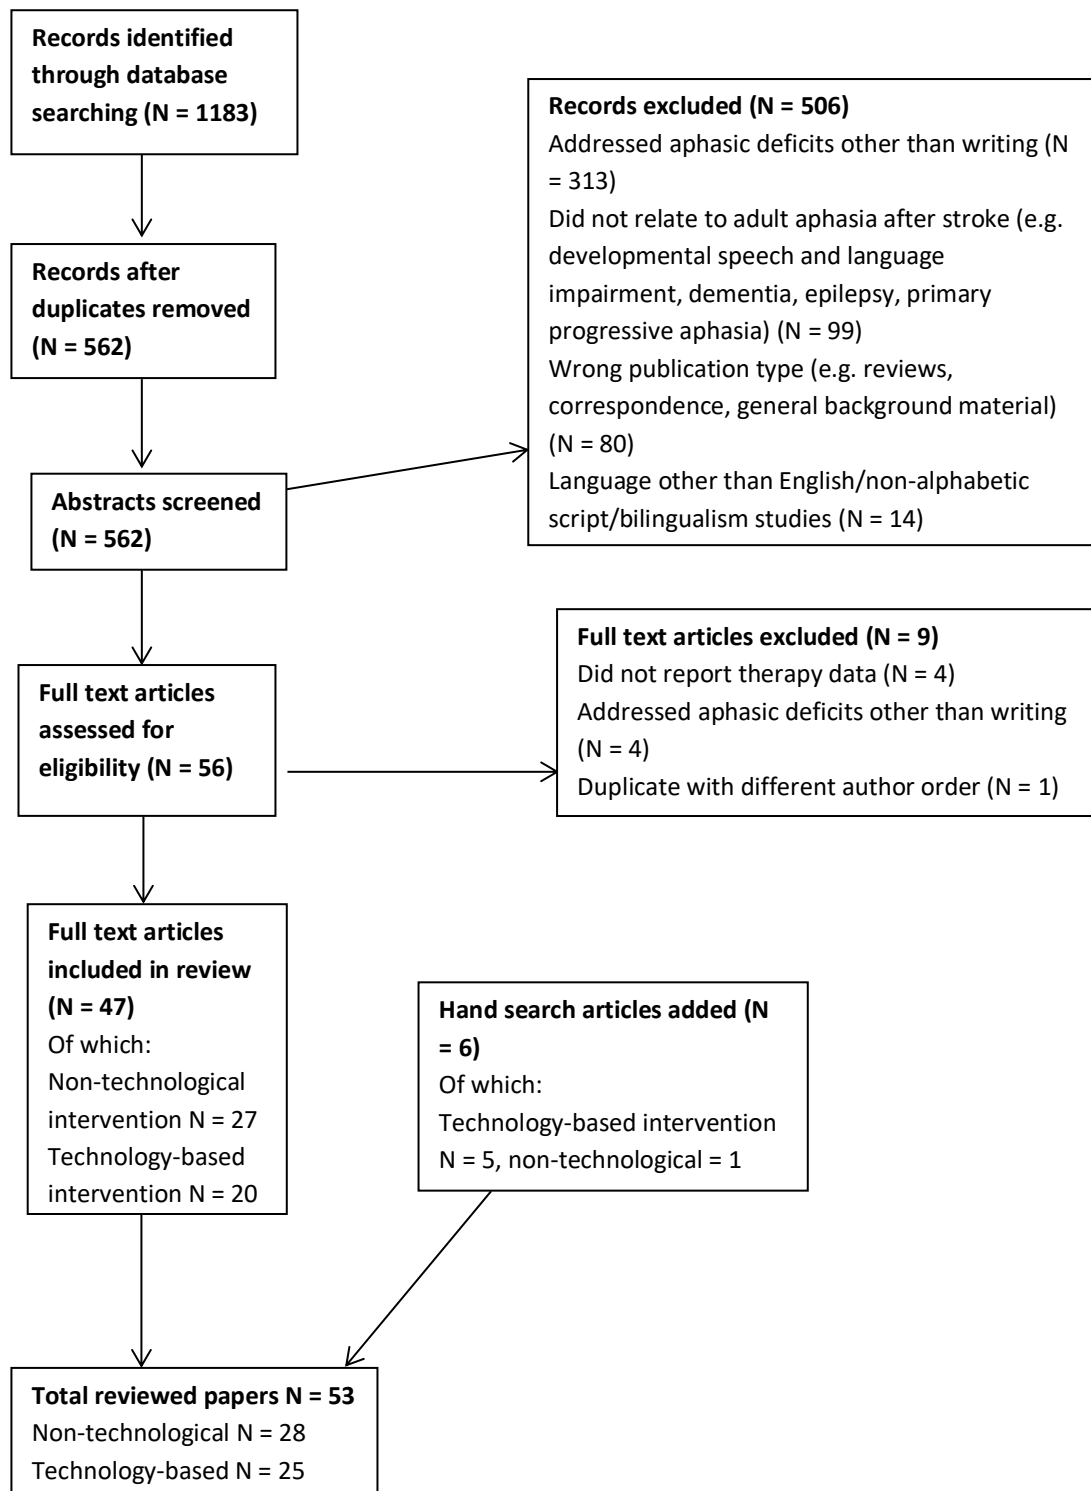 Records identified
through database
searching (N = 1183)
Records excluded (N = 506)
Addressed aphasic deficits other than writing (N
= 313)
Did not relate to adult aphasia after stroke (e.g.
developmental speech and language
impairment, dementia, epilepsy, primary
progressive aphasia) (N = 99)
Wrong publication type (e.g. reviews,
correspondence, general background material)
(N = 80)
Language other than English/non-alphabetic
script/bilingualism studies (N = 14)
Records after
duplicates removed
(N = 562)
Abstracts screened
(N = 562)
Full text articles excluded (N = 9)
Did not report therapy data (N = 4)
Addressed aphasic deficits other than writing
(N = 4)
Duplicate with different author order (N = 1)
Full text articles
assessed for
eligibility (N = 56)
Full text articles
included in review
(N = 47)
Of which:
Non-technological
intervention N = 27
Technology-based
intervention N = 20
Hand search articles added (N
= 6)
Of which:
Technology-based intervention
N = 5, non-technological = 1
Total reviewed papers N = 53
Non-technological N = 28
Technology-based N = 25